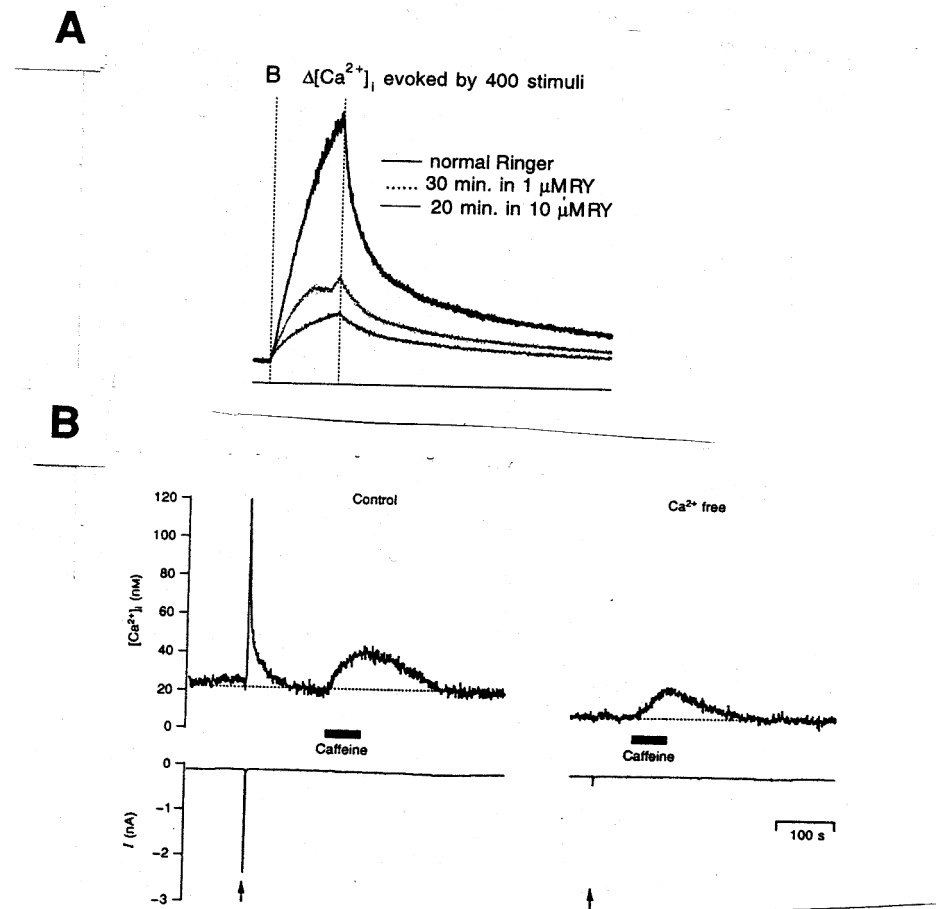 A
B Δ[Ca²⁺]ᵢ evoked by 400 stimuli
normal Ringer
30 min. in 1 μM RY
20 min. in 10 μM RY
B
Control
Ca²⁺ free
120
100
80
60
40
20
0
[Ca²⁺]ᵢ (nM)
Caffeine
Caffeine
0
−1
−2
−3
I (nA)
100 s